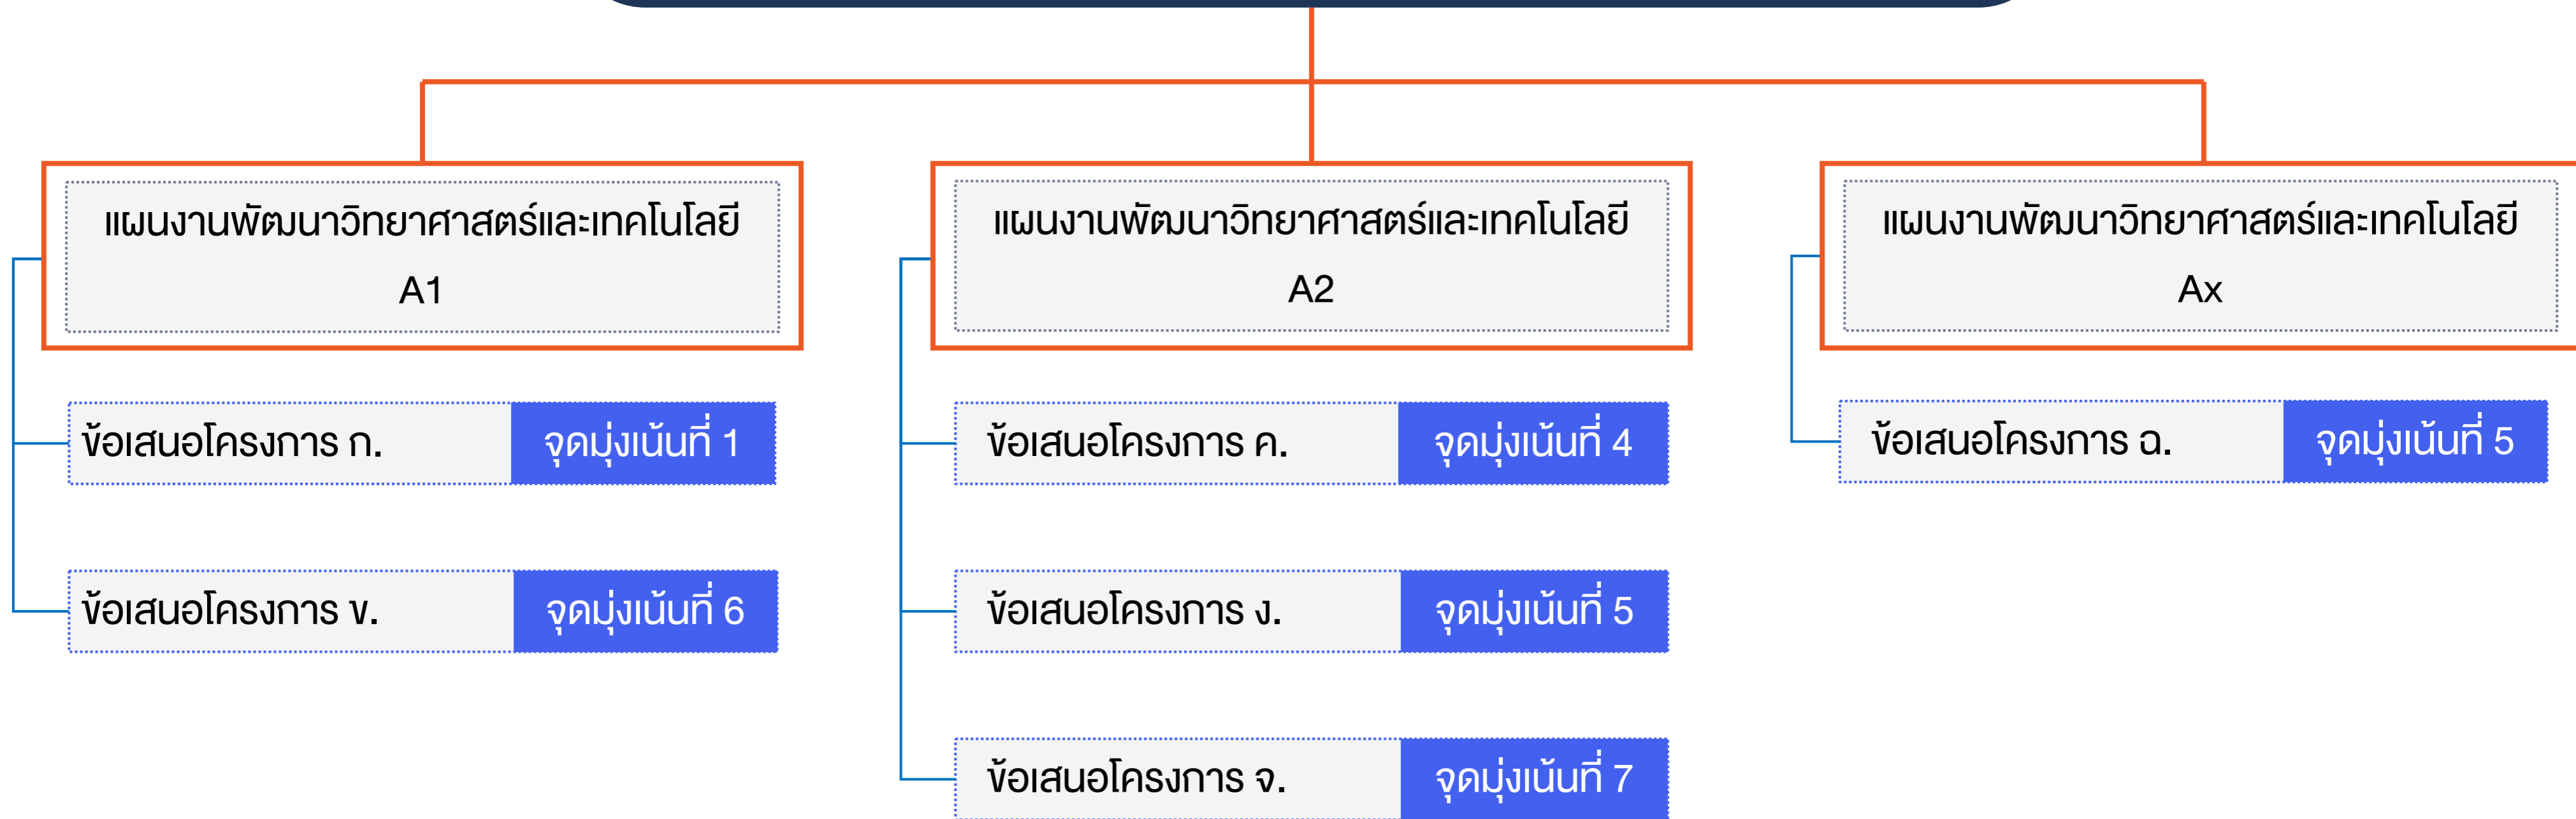 แผนงานพัฒนาวิทยาศาสตร์และเทคโนโลยี
A1
ข้อเสนอโครงการ ก. จุดมุ่งเน้นที่ 1
ข้อเสนอโครงการ ข. จุดมุ่งเน้นที่ 6
แผนงานพัฒนาวิทยาศาสตร์และเทคโนโลยี
A2
ข้อเสนอโครงการ ค. จุดมุ่งเน้นที่ 4
ข้อเสนอโครงการ ง. จุดมุ่งเน้นที่ 5
ข้อเสนอโครงการ จ. จุดมุ่งเน้นที่ 7
แผนงานพัฒนาวิทยาศาสตร์และเทคโนโลยี
Ax
ข้อเสนอโครงการ ฉ. จุดมุ่งเน้นที่ 5